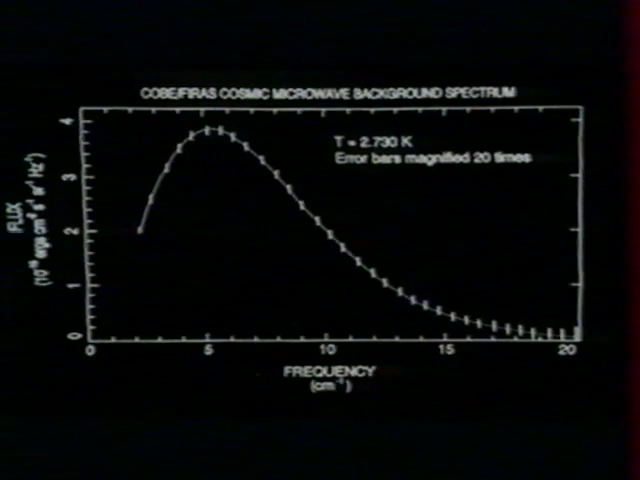 COBE/FIRAS COSMIC MICROWAVE BACKGROUND SPECTRUM
T = 2.730 K
Error bars magnified 20 times
4
3
2
1
0
FLUX
0 5 10 15 20
FREQUENCY
(cm⁻¹)